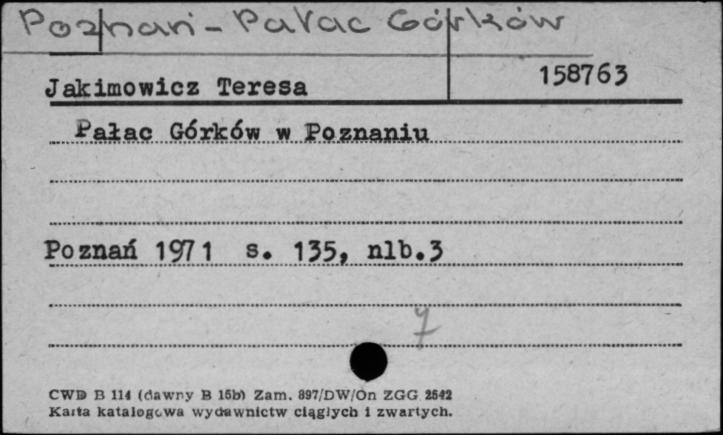 Poznań - Pałac Górków
Jakimowicz Teresa 158763
Pałac Górków w Poznaniu
Poznań 1971 s. 135, nlb.3
7
CWD B 114 (dawny B 15b) Zam. 897/DW/On ZGG 2542
Karta katalogowa wydawnictw ciągłych i zwartych.